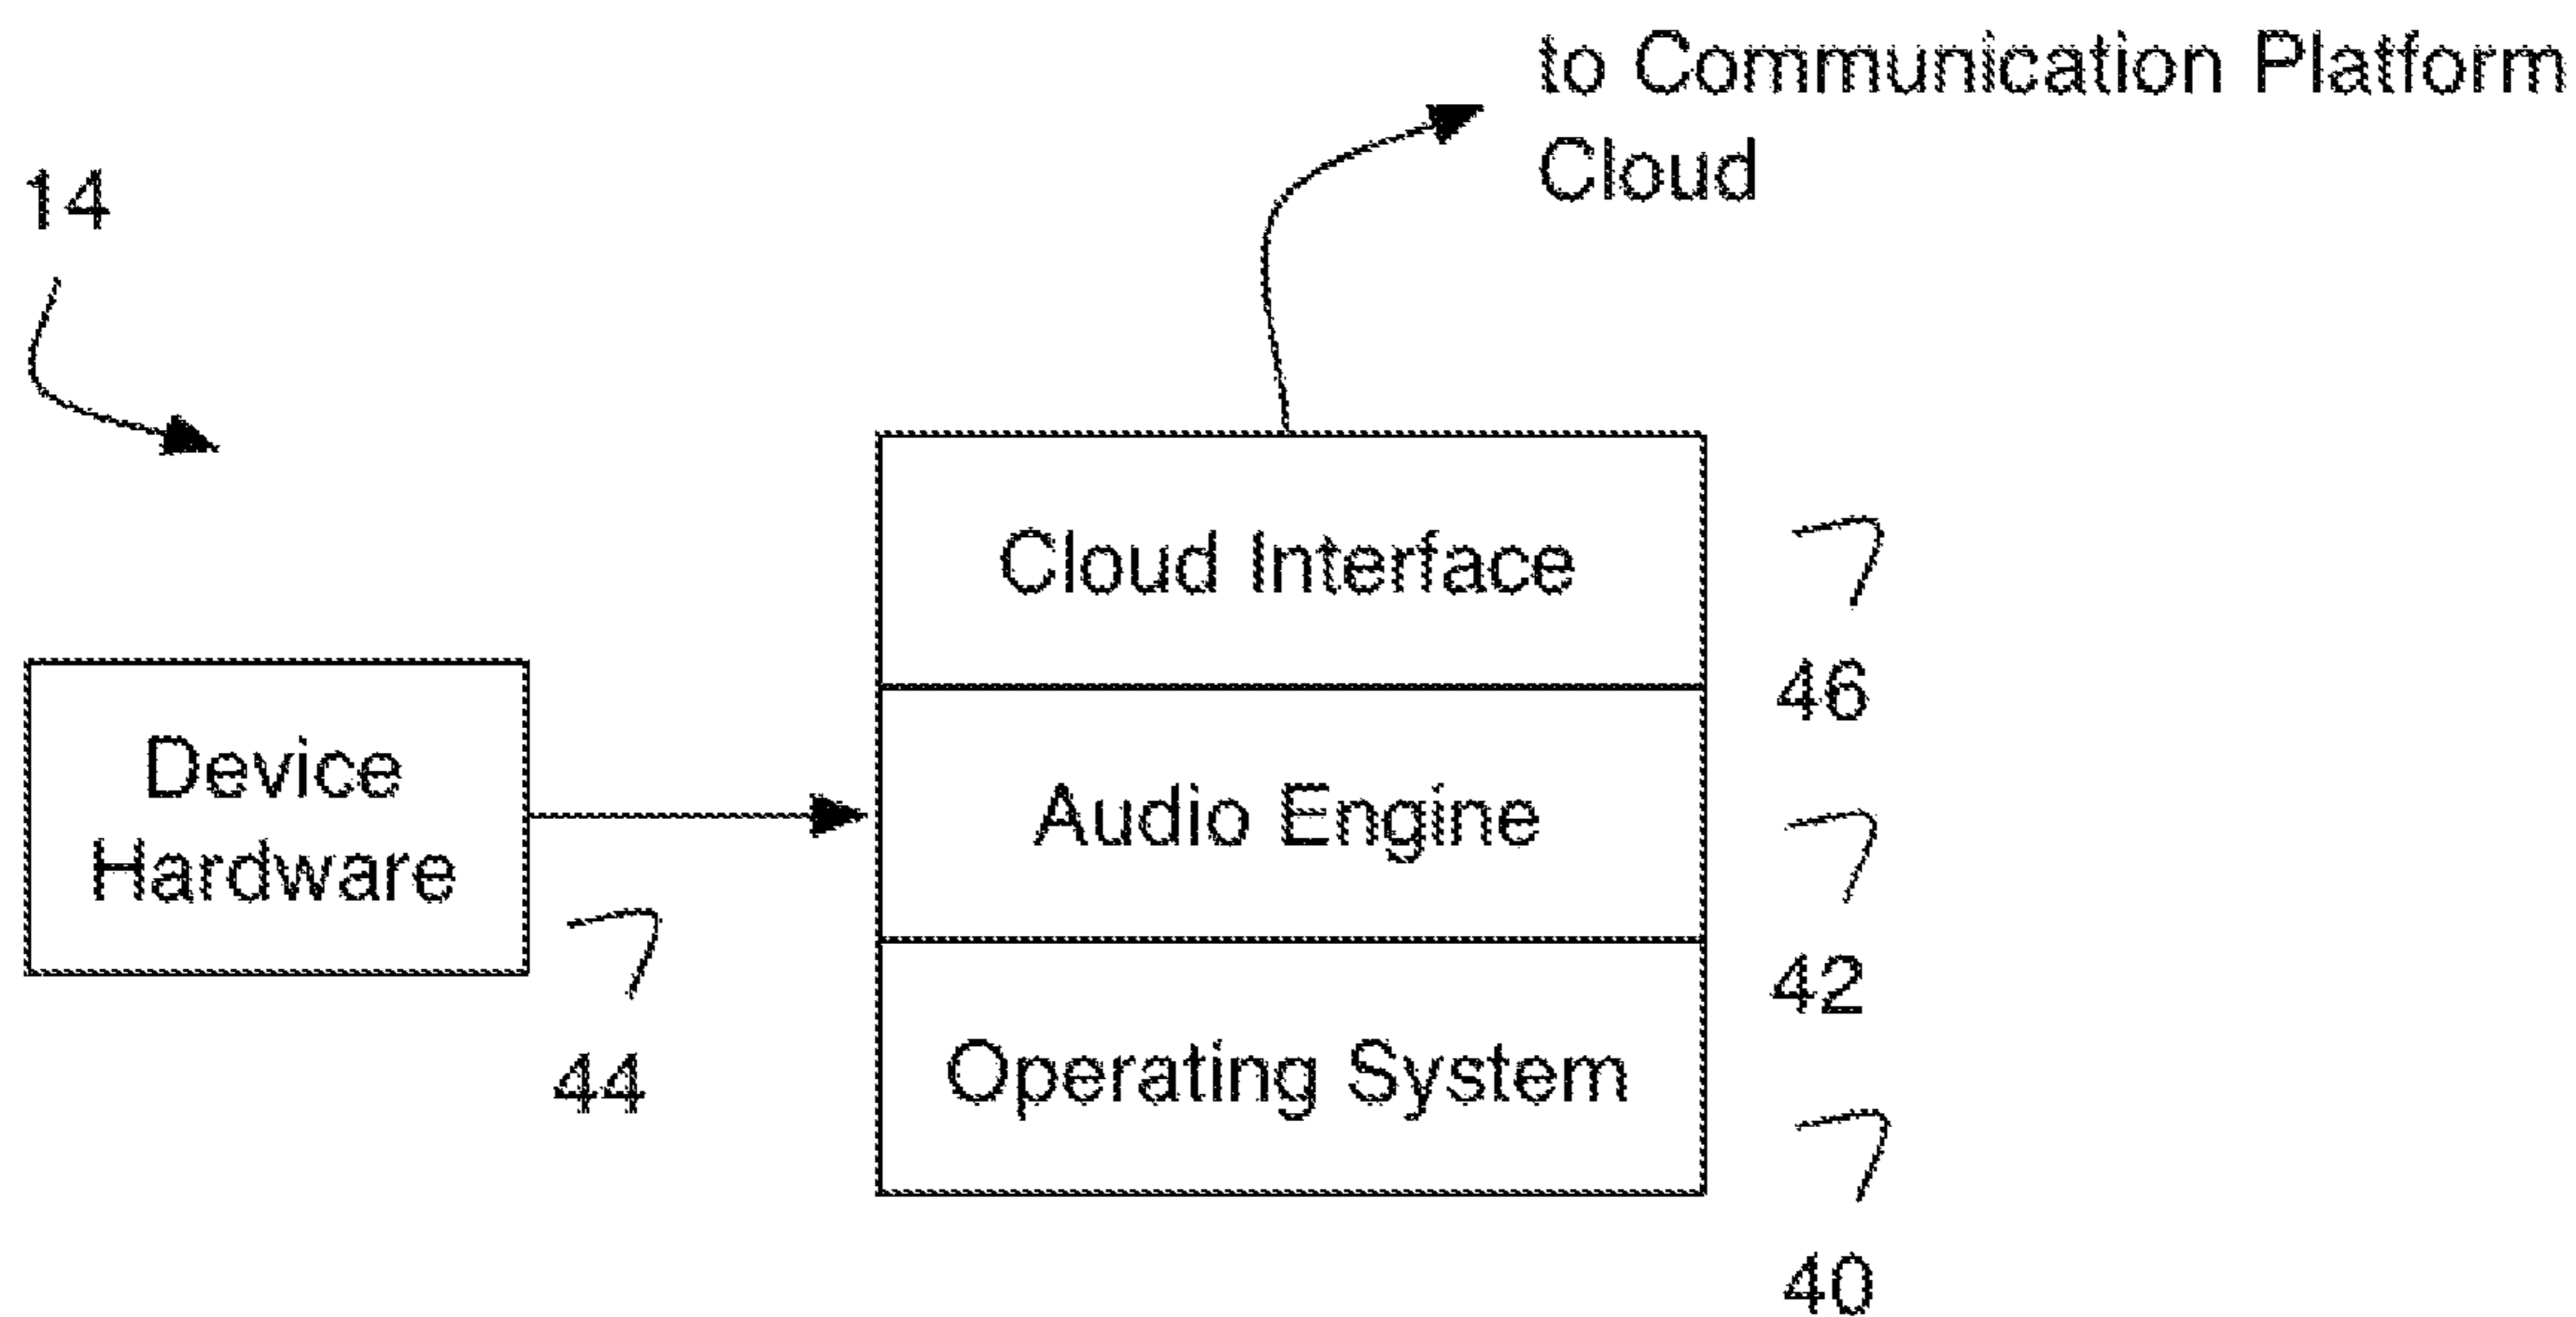 to Communication Platform
Cloud
14
Cloud Interface
46
Device
Hardware
44
Audio Engine
42
Operating System
40